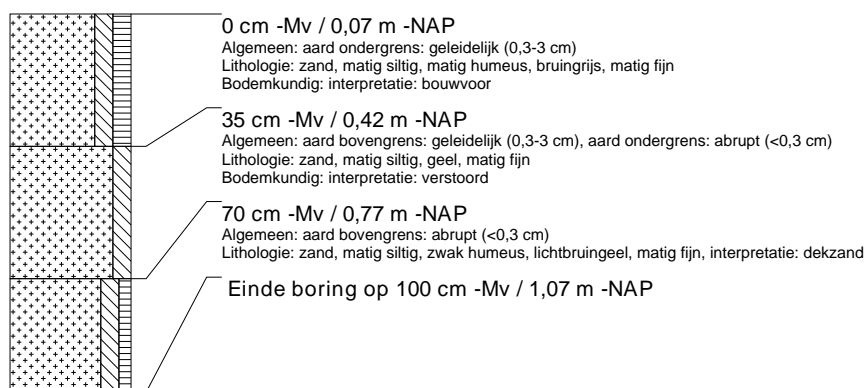 0 cm -Mv / 0,07 m -NAP
Algemeen: aard ondergrens: geleidelijk (0,3-3 cm)
Lithologie: zand, matig siltig, matig humeus, bruingrijs, matig fijn
Bodemkundig: interpretatie: bouwvoor
35 cm -Mv / 0,42 m -NAP
Algemeen: aard bovengrens: geleidelijk (0,3-3 cm), aard ondergrens: abrupt (<0,3 cm)
Lithologie: zand, matig siltig, geel, matig fijn
Bodemkundig: interpretatie: verstoord
70 cm -Mv / 0,77 m -NAP
Algemeen: aard bovengrens: abrupt (<0,3 cm)
Lithologie: zand, matig siltig, zwak humeus, lichtbruingeel, matig fijn, interpretatie: dekzand
Einde boring op 100 cm -Mv / 1,07 m -NAP